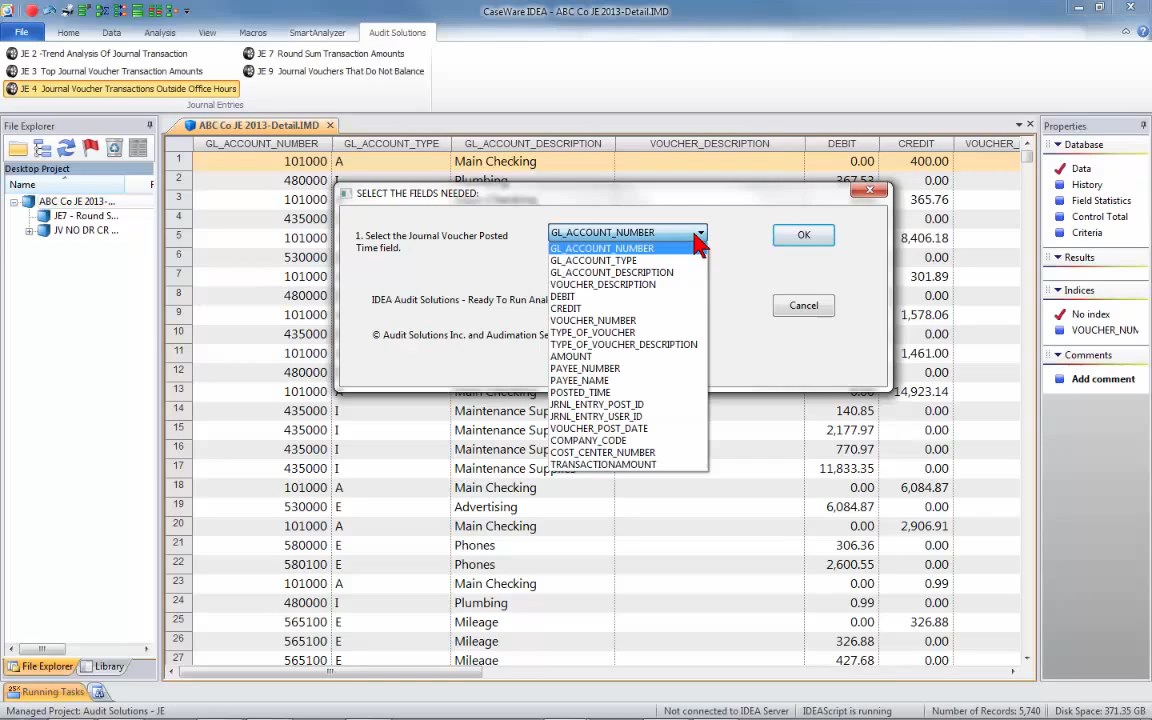 CaseWare IDEA - ABC Co JE 2013-Detail.IMD
File Home Data Analysis View Macros SmartAnalyzer Audit Solutions
JE 2 -Trend Analysis Of Journal Transaction
JE 7 Round Sum Transaction Amounts
JE 3 Top Journal Voucher Transaction Amounts
JE 9 Journal Vouchers That Do Not Balance
JE 4 Journal Voucher Transactions Outside Office Hours
Journal Entries
File Explorer
Desktop Project
Name F
ABC Co JE 2013-...
JE7 - Round S...
JV NO DR CR ...
File Explorer Library
ABC Co JE 2013-Detail.IMD
GL_ACCOUNT_NUMBER GL_ACCOUNT_TYPE GL_ACCOUNT_DESCRIPTION VOUCHER_DESCRIPTION DEBIT CREDIT VOUCHER_
1 101000 A Main Checking 0.00 400.00
2 480000 I Plumbing 367.53 0.00
3 365.76
4 435000 0.00
5 101000 8,406.18
6 530000 0.00
7 101000 301.89
8 480000 0.00
9 101000 1,578.06
10 435000 0.00
11 101000 1,461.00
12 480000 0.00
13 101000 A Main Checking 0.00 14,923.14
14 435000 I Maintenance Sup 140.85 0.00
15 435000 I Maintenance Sup 2,177.97 0.00
16 435000 I Maintenance Sup 770.97 0.00
17 435000 I Maintenance Supplies 11,833.35 0.00
18 101000 A Main Checking 0.00 6,084.87
19 530000 E Advertising 6,084.87 0.00
20 101000 A Main Checking 0.00 2,906.91
21 580000 E Phones 306.36 0.00
22 580100 E Phones 2,600.55 0.00
23 101000 A Main Checking 0.00 0.99
24 480000 I Plumbing 0.99 0.00
25 565100 E Mileage 0.00 326.88
26 565100 E Mileage 326.88 0.00
27 565100 E Mileage 427.68 0.00
SELECT THE FIELDS NEEDED:
1. Select the Journal Voucher Posted
Time field.
IDEA Audit Solutions - Ready To Run Anal
© Audit Solutions Inc. and Audimation Se
GL_ACCOUNT_NUMBER
GL_ACCOUNT_NUMBER
GL_ACCOUNT_TYPE
GL_ACCOUNT_DESCRIPTION
VOUCHER_DESCRIPTION
DEBIT
CREDIT
VOUCHER_NUMBER
TYPE_OF_VOUCHER
TYPE_OF_VOUCHER_DESCRIPTION
AMOUNT
PAYEE_NUMBER
PAYEE_NAME
POSTED_TIME
JRNL_ENTRY_POST_ID
JRNL_ENTRY_USER_ID
VOUCHER_POST_DATE
COMPANY_CODE
COST_CENTER_NUMBER
TRANSACTIONAMOUNT
OK
Cancel
Properties
Database
Data
History
Field Statistics
Control Total
Criteria
Results
Indices
No index
VOUCHER_NUM
Comments
Add comment
Running Tasks
Managed Project: Audit Solutions - JE Not connected to IDEA Server IDEAScript is running Number of Records: 5,740 Disk Space: 371.35 GB